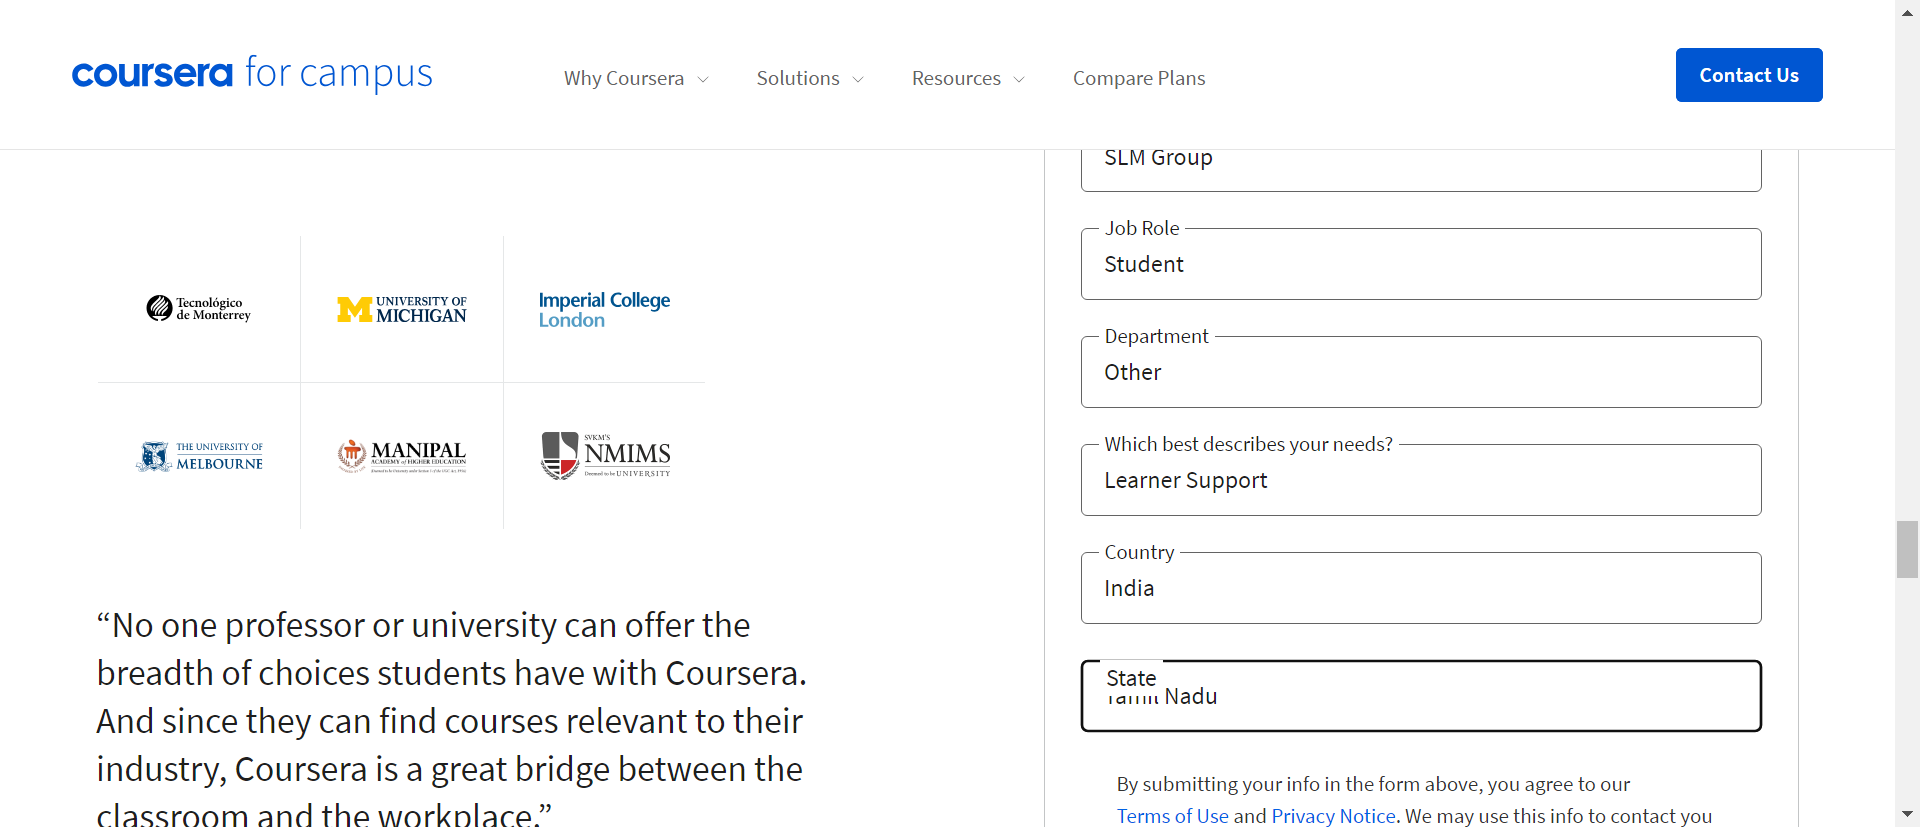 coursera for campus
Why Coursera
Solutions
Resources
Compare Plans
Contact Us
Tecnológico
de Monterrey
UNIVERSITY OF
MICHIGAN
Imperial College
London
THE UNIVERSITY OF
MELBOURNE
MANIPAL
ACADEMY of HIGHER EDUCATION
SVKM'S
NMIMS
Deemed to be UNIVERSITY
“No one professor or university can offer the
breadth of choices students have with Coursera.
And since they can find courses relevant to their
industry, Coursera is a great bridge between the
classroom and the workplace.”
SLM Group
Job Role
Student
Department
Other
Which best describes your needs?
Learner Support
Country
India
State
Tamil Nadu
By submitting your info in the form above, you agree to our
Terms of Use and Privacy Notice. We may use this info to contact you